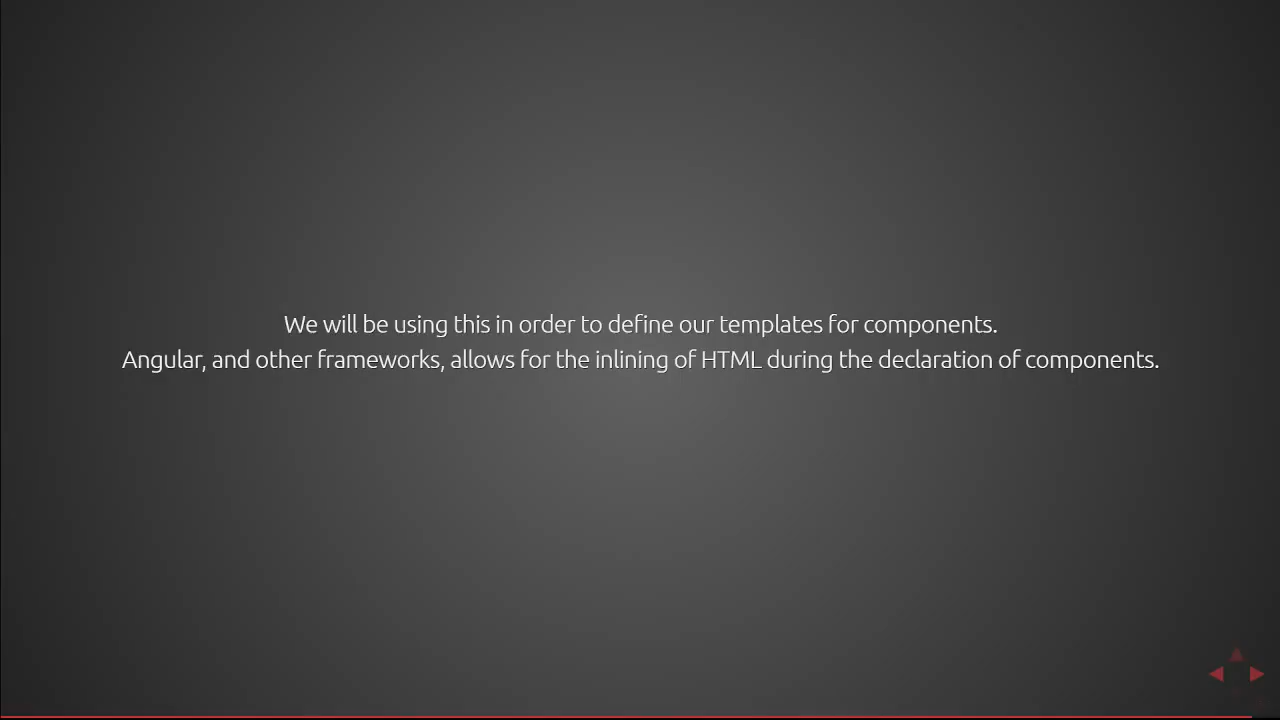 We will be using this in order to define our templates for components.
Angular, and other frameworks, allows for the inlining of HTML during the declaration of components.